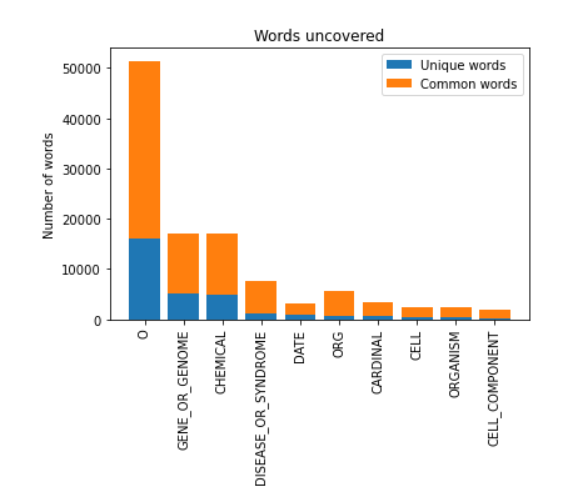 Words uncovered
Unique words
Common words
Number of words
50000
40000
30000
20000
10000
0
O
GENE_OR_GENOME
CHEMICAL
DISEASE_OR_SYNDROME
DATE
ORG
CARDINAL
CELL
ORGANISM
CELL_COMPONENT